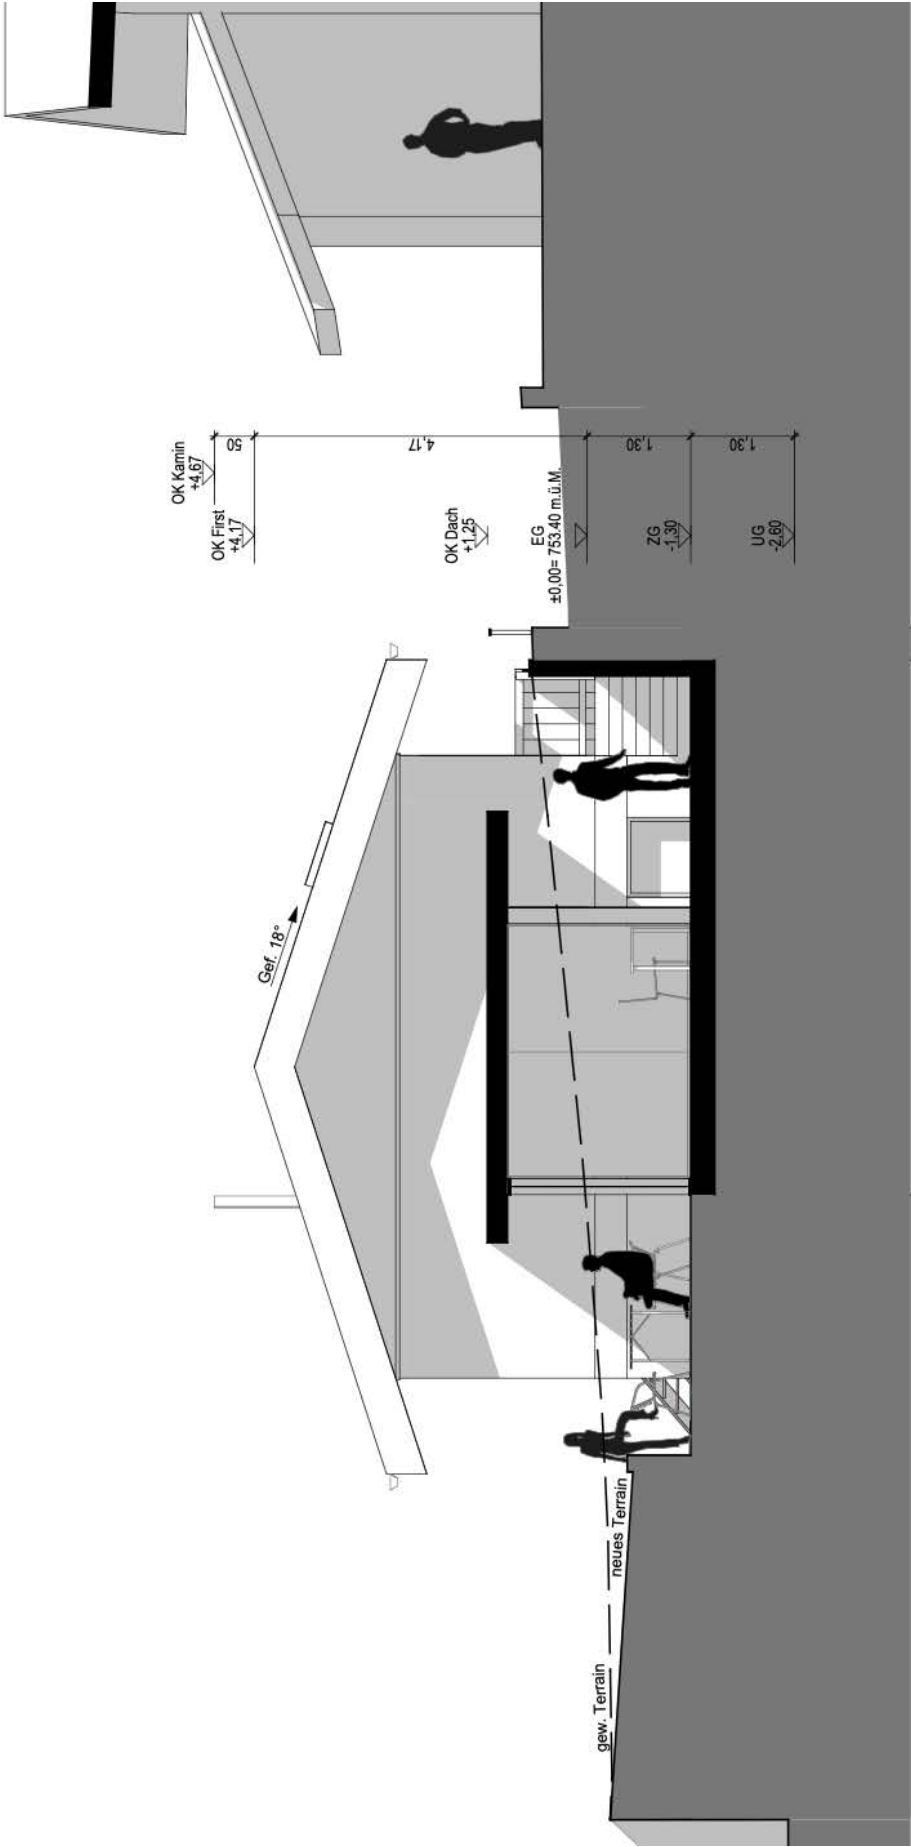 OK Kamin
+4,67
OK First
+4,17
50
4,17
OK Dach
+1,25
EG
±0,00= 753.40 m.ü.M.
1,30
ZG
-1,30
1,30
UG
-2,60
Gef. 18°
gew. Terrain
neues Terrain